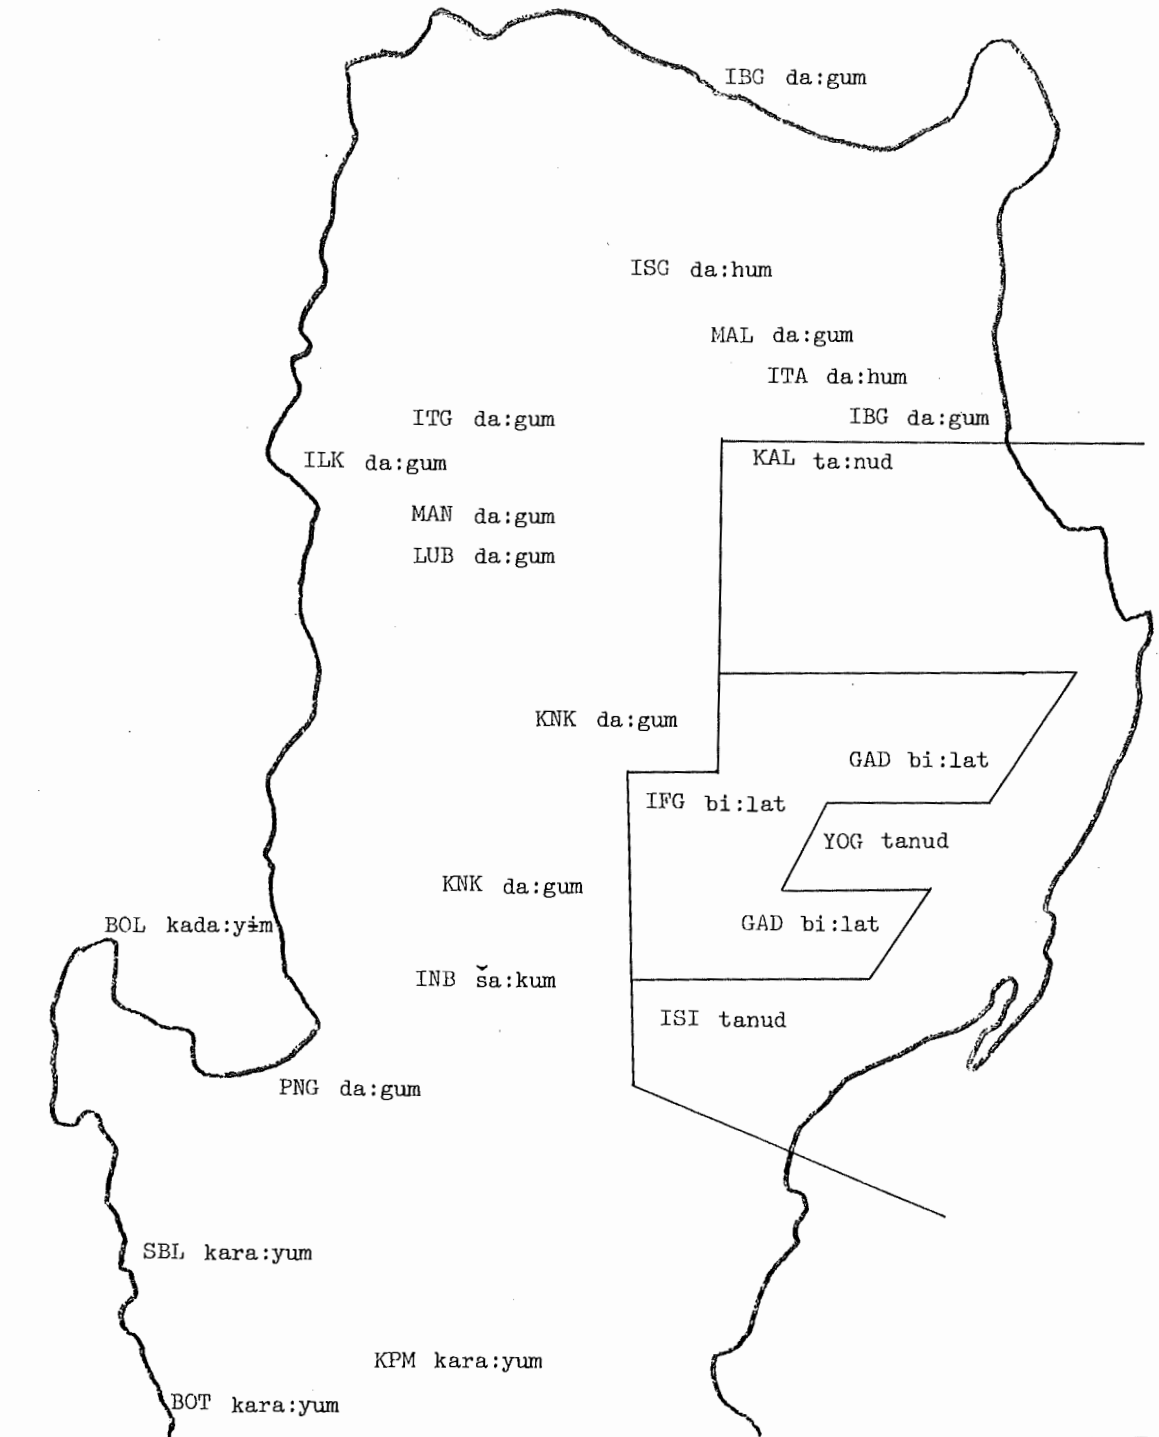 IBG da:gum
ISG da:hum
MAL da:gum
ITA da:hum
ITG da:gum
IBG da:gum
ILK da:gum
KAL ta:nud
MAN da:gum
LUB da:gum
KNK da:gum
GAD bi:lat
IFG bi:lat
YOG tanud
KNK da:gum
BOL kada:yɨm
GAD bi:lat
INB s̆a:kum
ISI tanud
PNG da:gum
SBL kara:yum
KPM kara:yum
BOT kara:yum